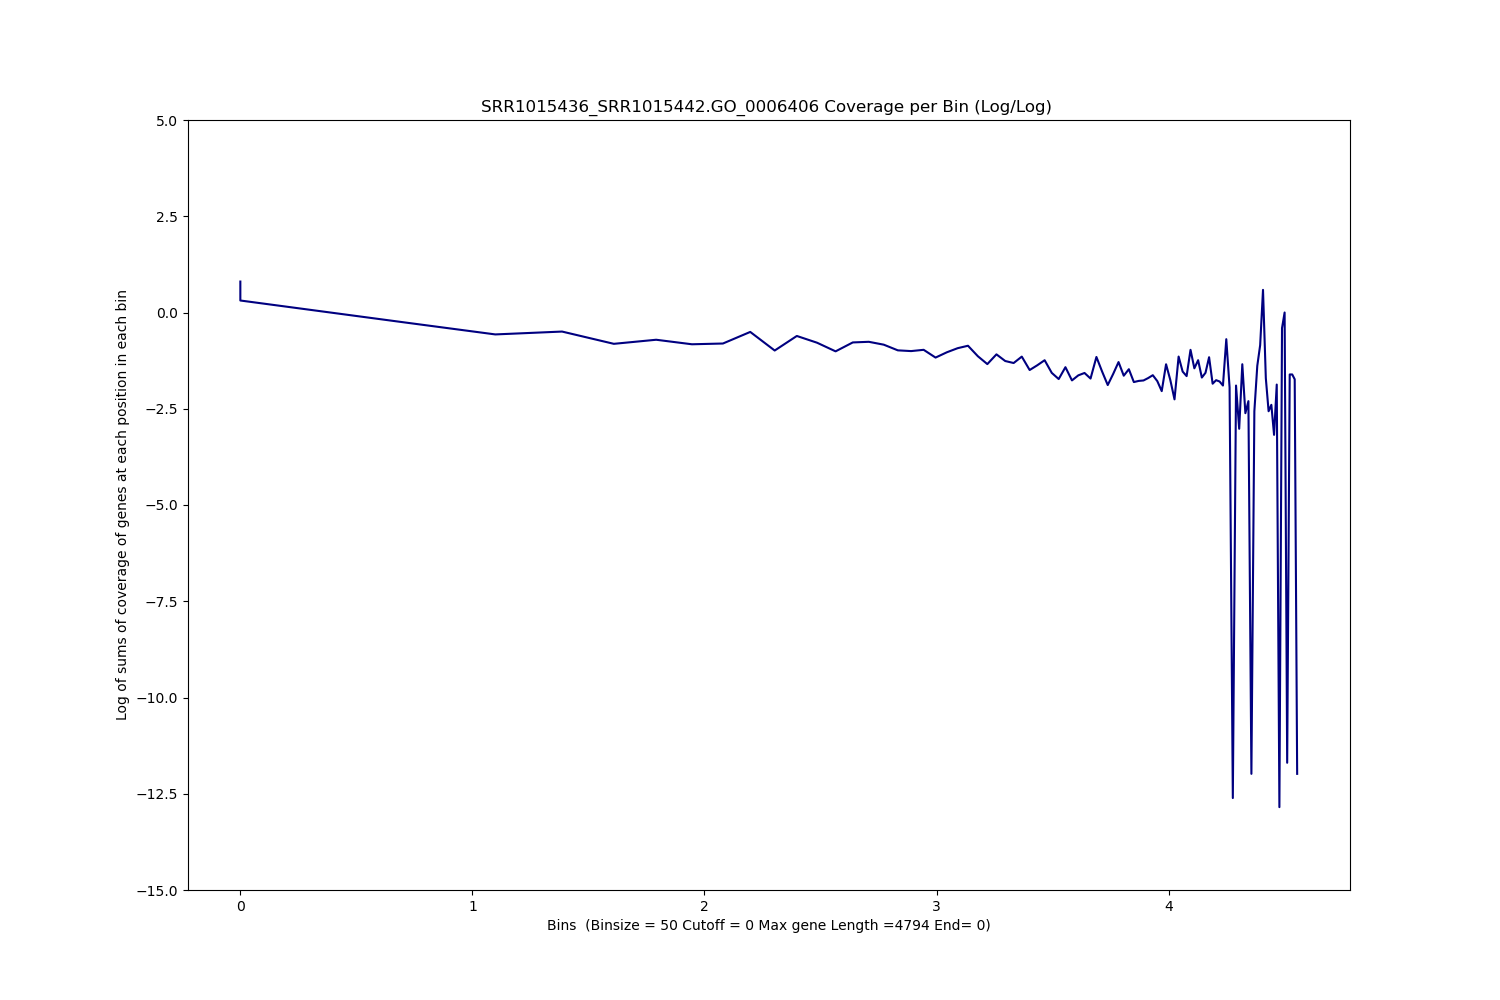 SRR1015436_SRR1015442.GO_0006406 Coverage per Bin (Log/Log)
Log of sums of coverage of genes at each position in each bin
5.0
2.5
0.0
−2.5
−5.0
−7.5
−10.0
−12.5
−15.0
0 1 2 3 4
Bins  (Binsize = 50 Cutoff = 0 Max gene Length =4794 End= 0)